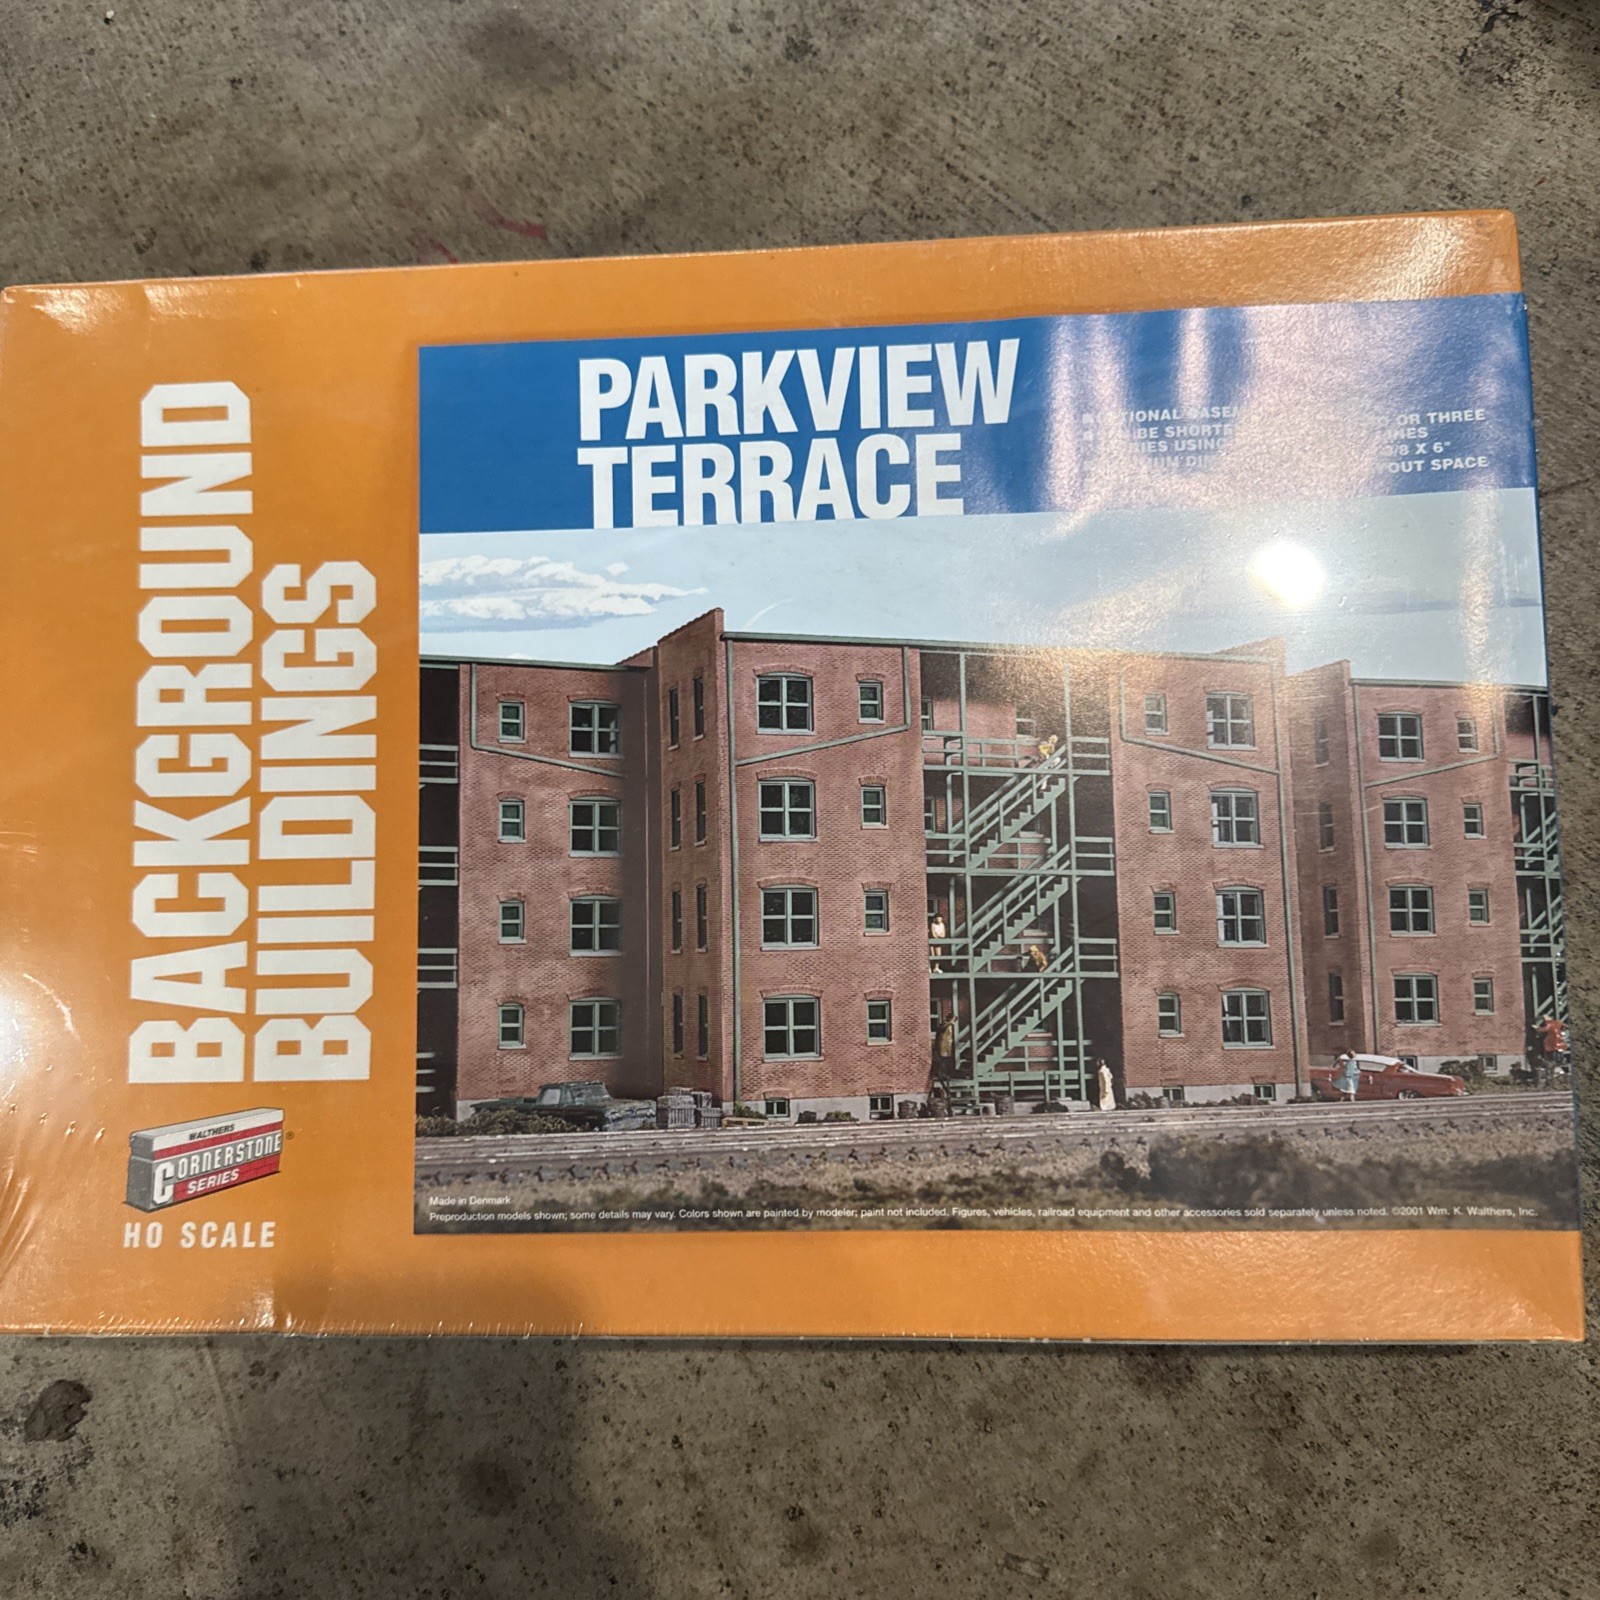 BACKGROUND
BUILDINGS
WALTHERS
CORNERSTONE
SERIES
®
HO SCALE
PARKVIEW
TERRACE
OR THREE
BE
USING
X 6"
SPACE
Made in Denmark
Preproduction models shown; some details may vary. Colors shown are painted by modeler; paint not included. Figures, vehicles, railroad equipment and other accessories sold separately unless noted. ©2001 Wm. K. Walthers, Inc.